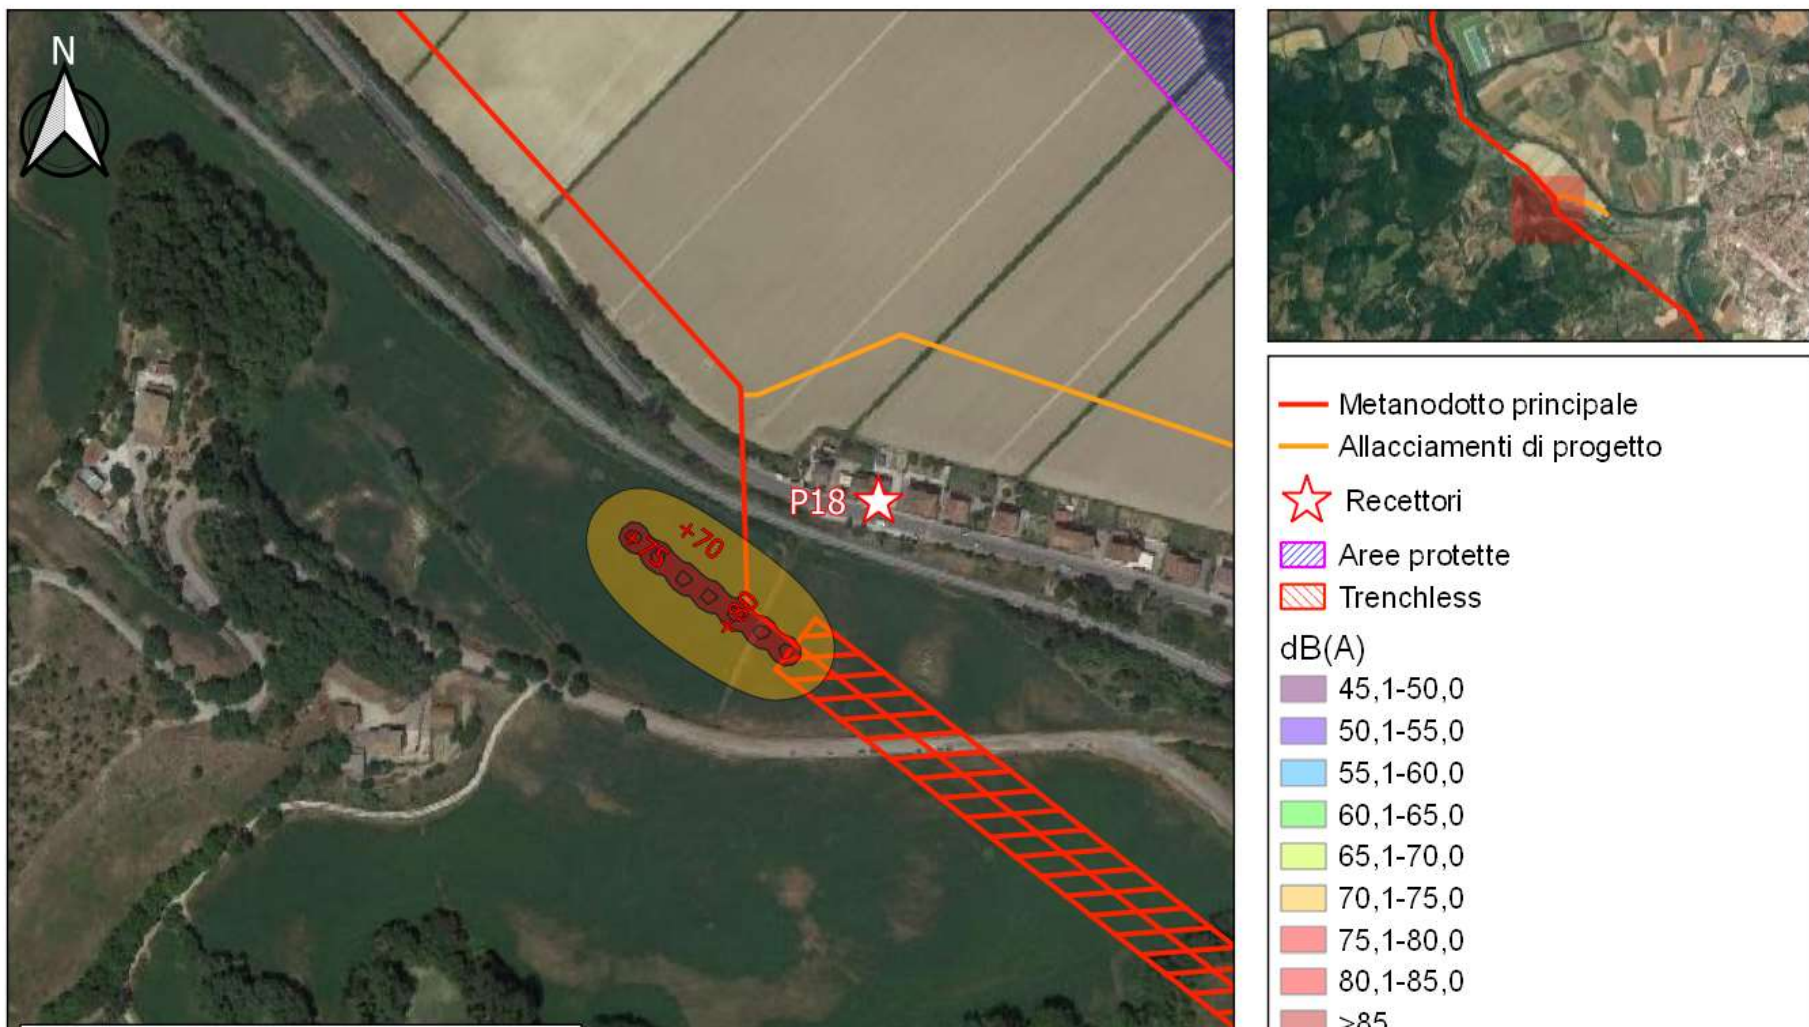 N
P18
+70
+75
Metanodotto principale
Allacciamenti di progetto
Recettori
Aree protette
Trenchless
dB(A)
45,1-50,0
50,1-55,0
55,1-60,0
60,1-65,0
65,1-70,0
70,1-75,0
75,1-80,0
80,1-85,0
>85